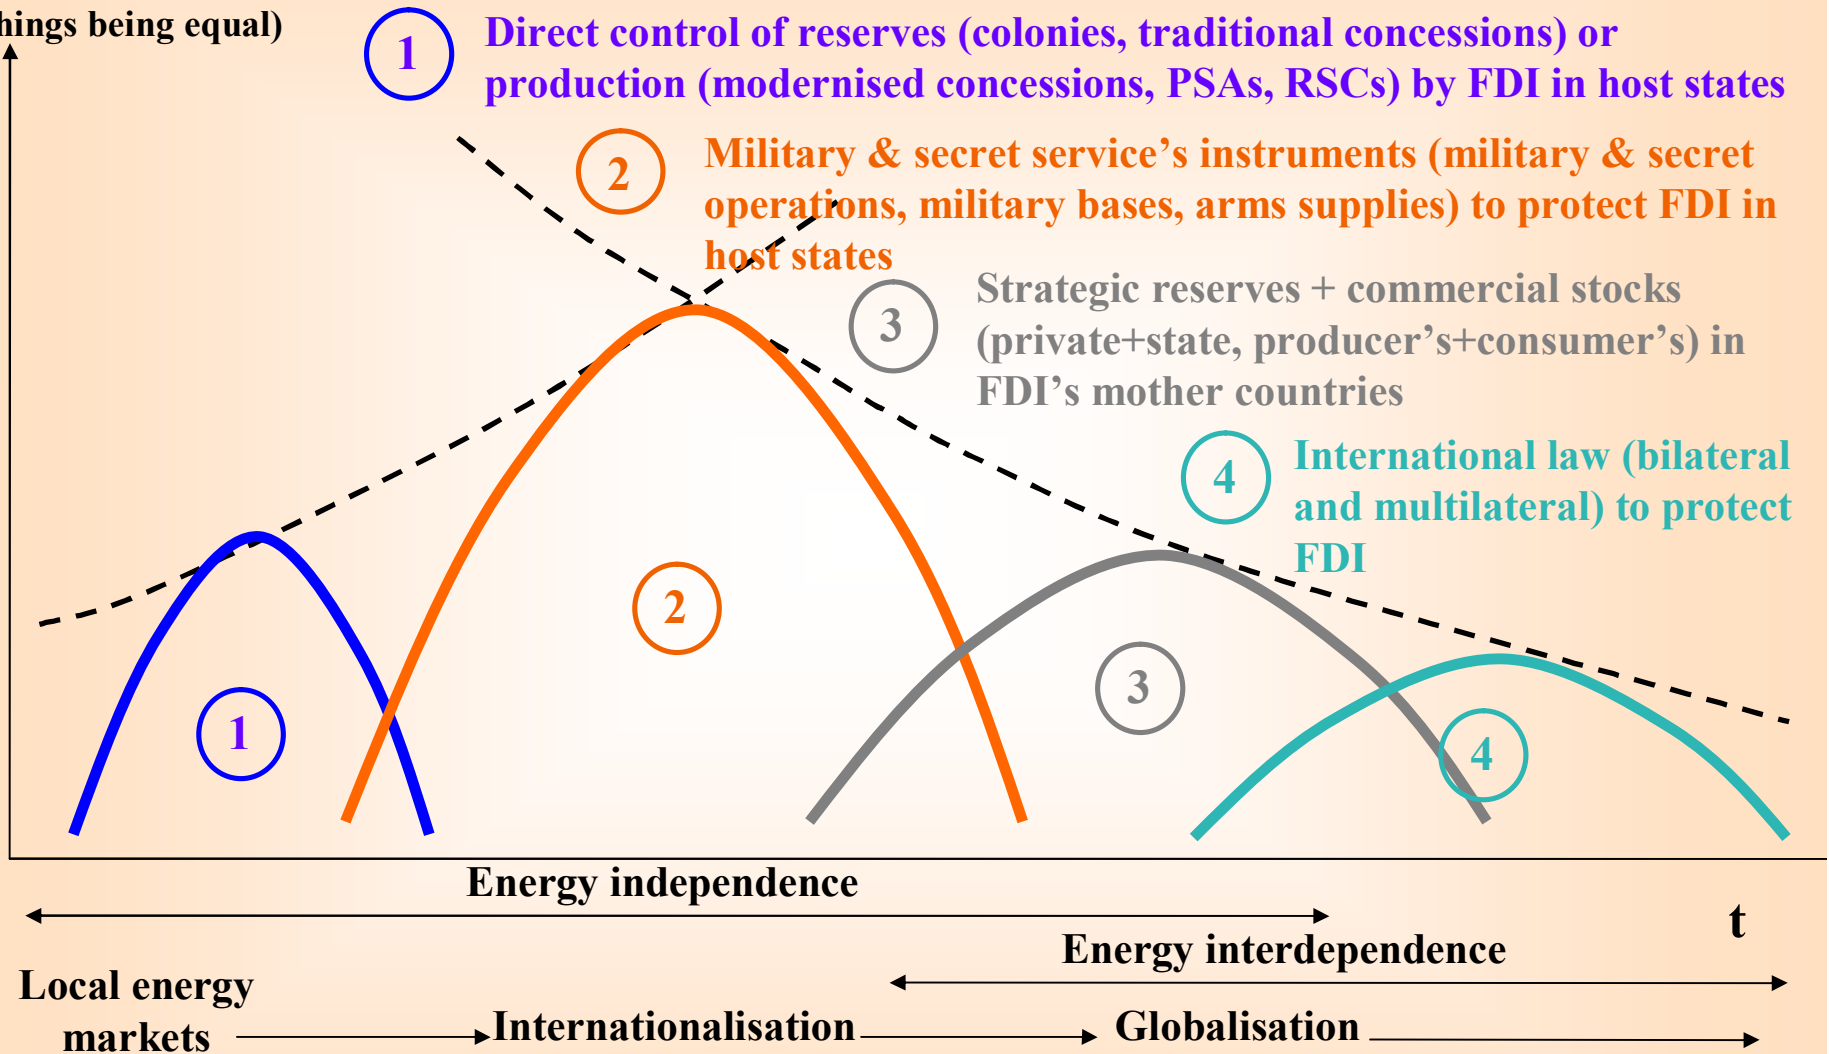 things being equal)
1
Direct control of reserves (colonies, traditional concessions) or
production (modernised concessions, PSAs, RSCs) by FDI in host states
2
Military & secret service’s instruments (military & secret
operations, military bases, arms supplies) to protect FDI in
host states
3
Strategic reserves + commercial stocks
(private+state, producer’s+consumer’s) in
FDI’s mother countries
4
International law (bilateral
and multilateral) to protect
FDI
1
2
3
4
Energy independence
t
Energy interdependence
Local energy
markets
Internationalisation
Globalisation